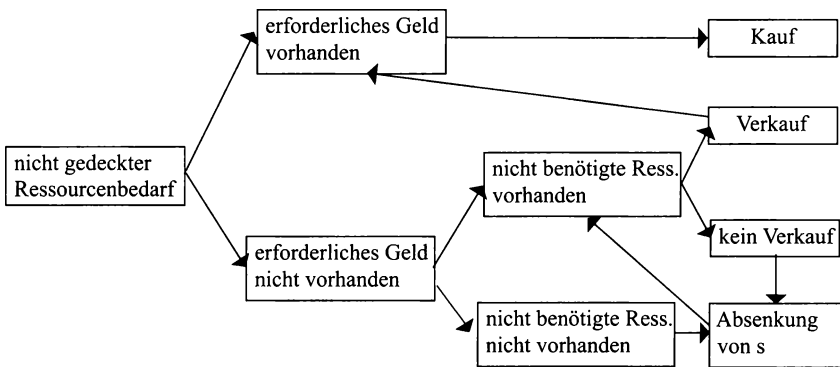 erforderliches Geld
vorhanden
Kauf
Verkauf
nicht gedeckter
Ressourcenbedarf
nicht benötigte Ress.
vorhanden
erforderliches Geld
nicht vorhanden
kein Verkauf
nicht benötigte Ress.
nicht vorhanden
Absenkung
von s